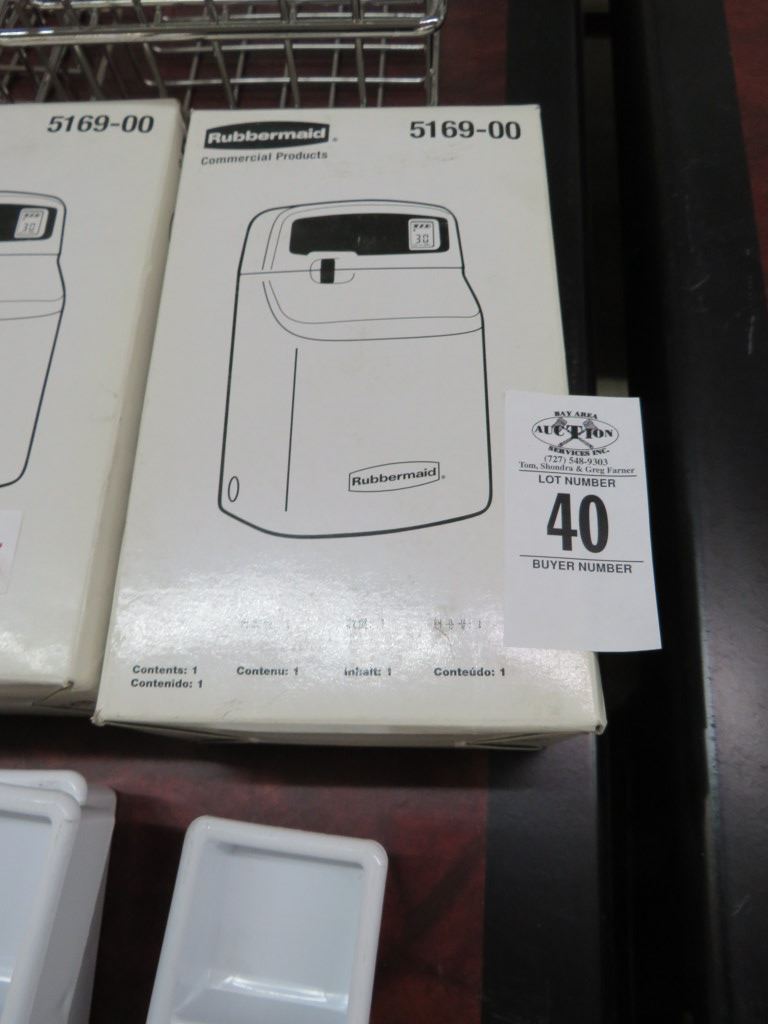 5169-00
30
Rubbermaid
5169-00
Commercial Products
30
Rubbermaid
BAY AREA
AUCTION
SERVICES INC.
(727) 548-9303
Tom, Shondra & Greg Farner
LOT NUMBER
40
BUYER NUMBER
Contents: 1 Contenu: 1 Inhalt: 1 Conteúdo: 1
Contenido: 1